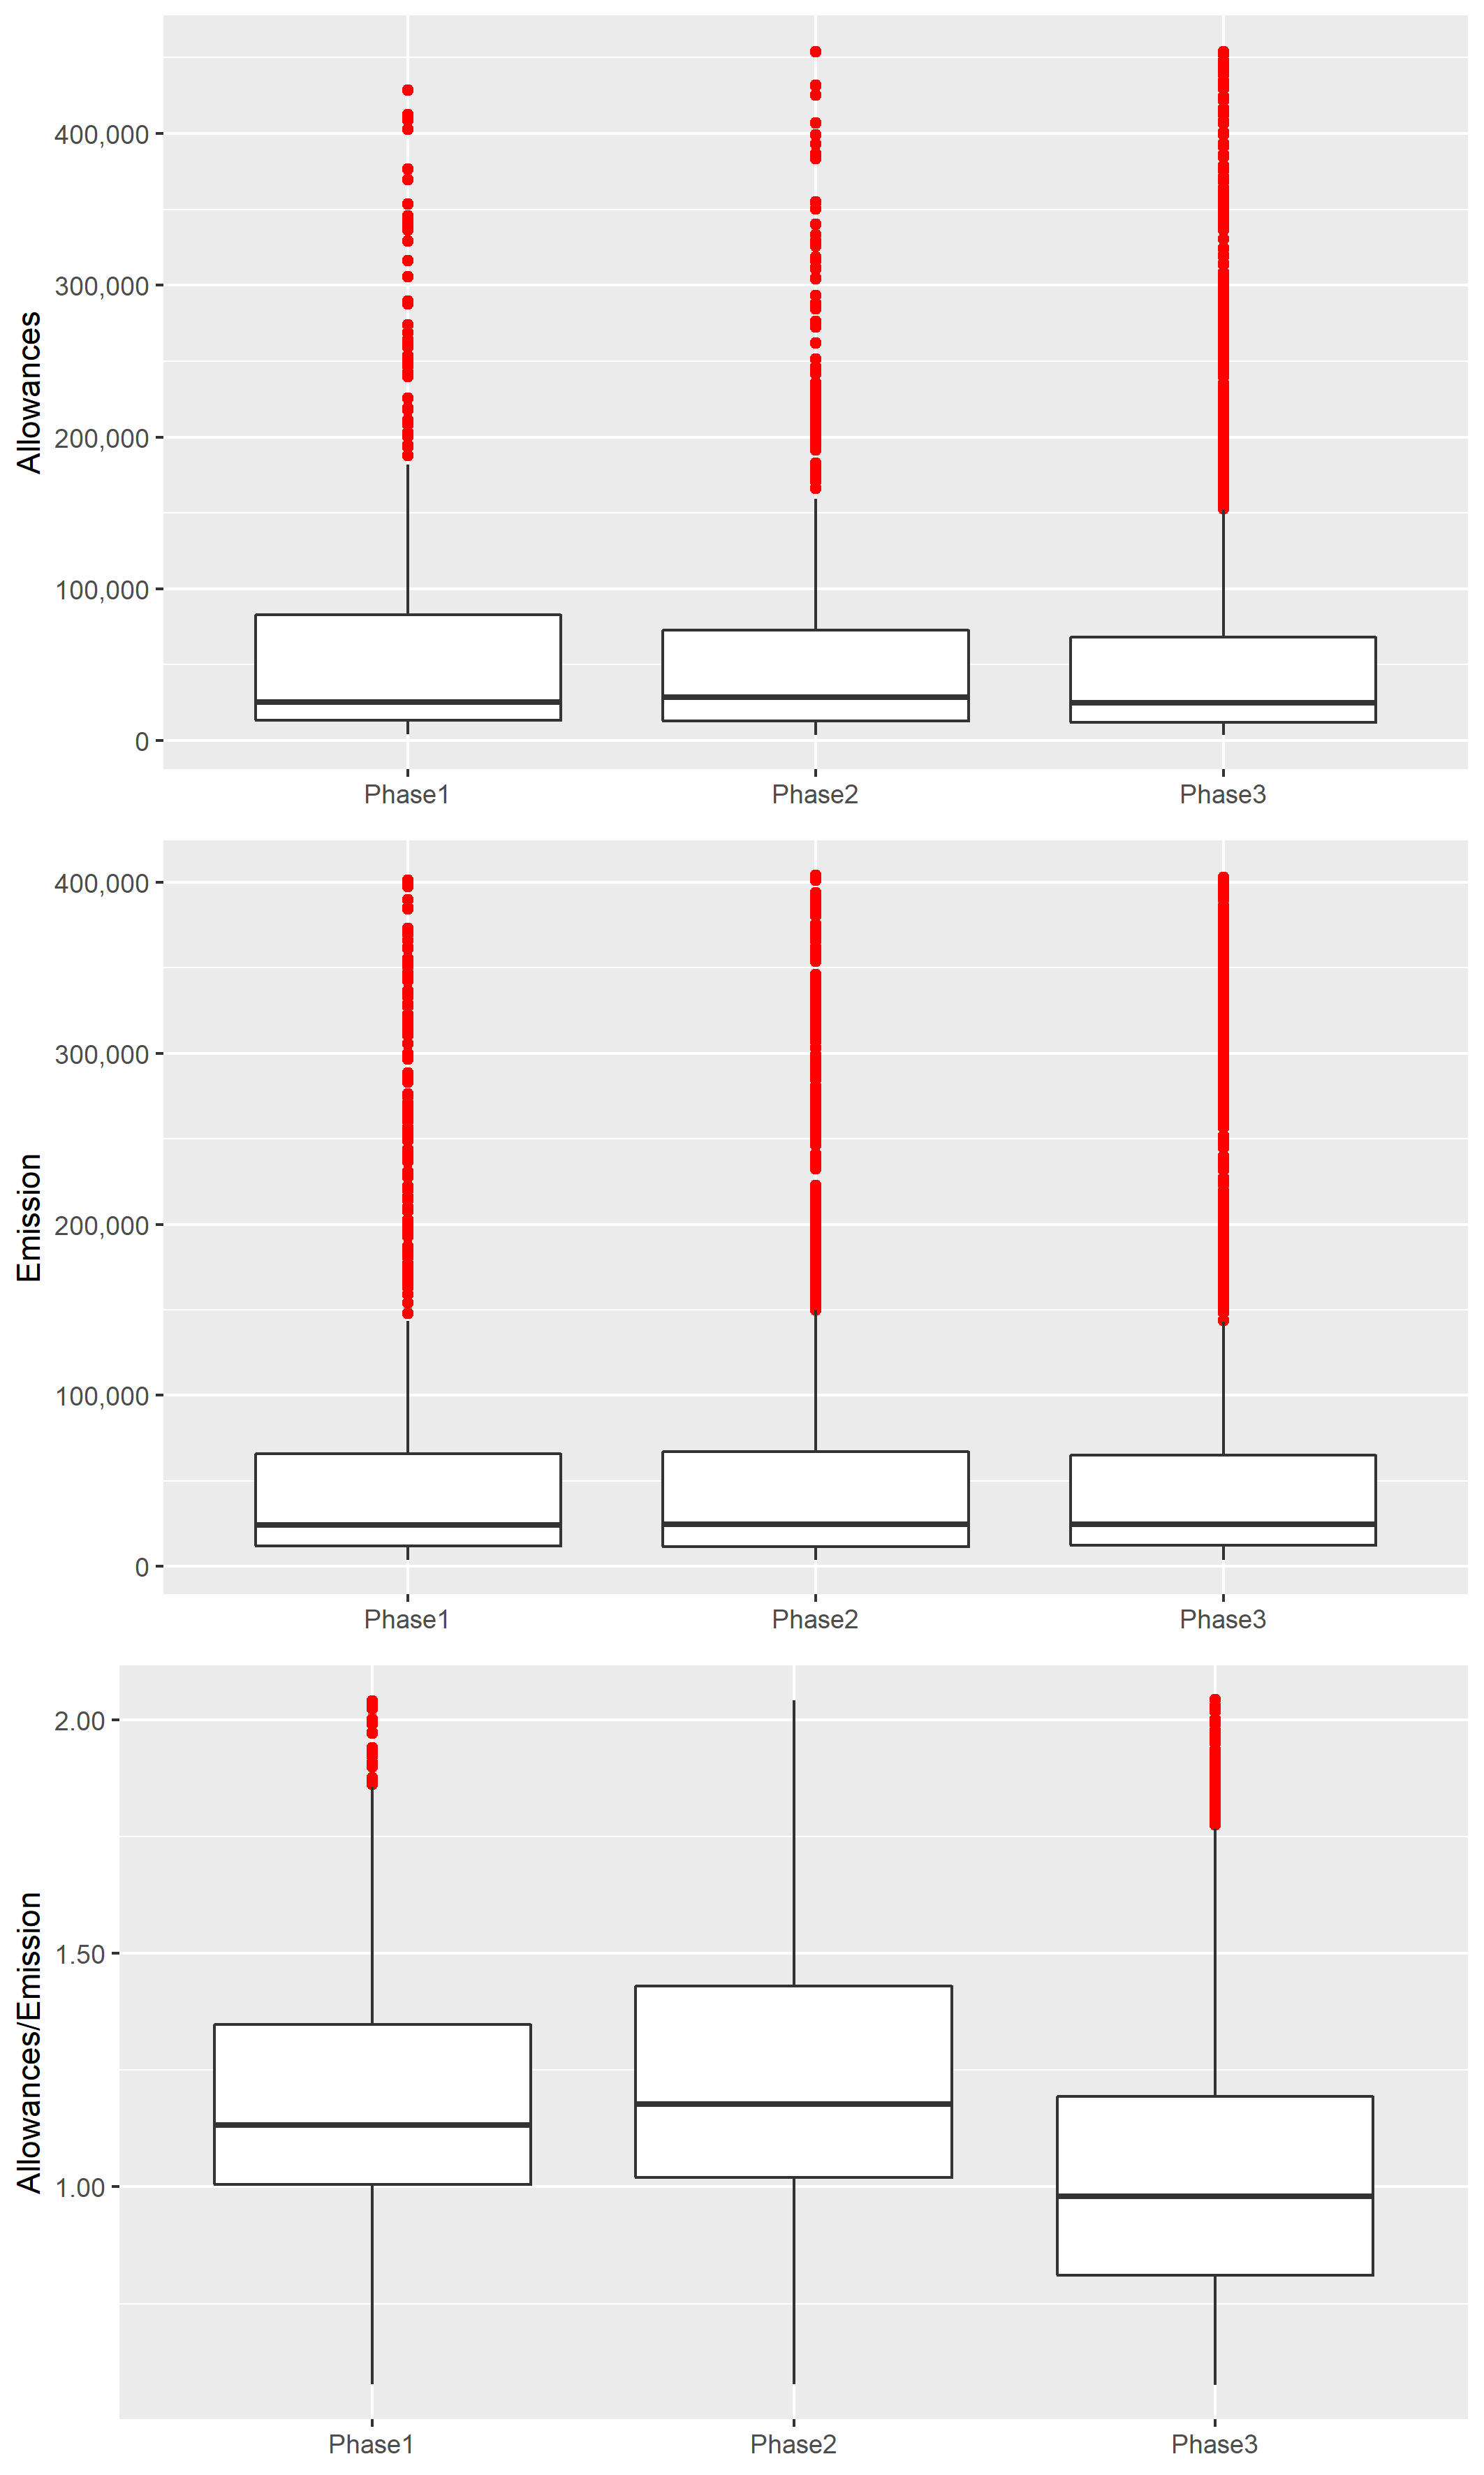 Allowances
400,000
300,000
200,000
100,000
0
Phase1 Phase2 Phase3
Emission
400,000
300,000
200,000
100,000
0
Phase1 Phase2 Phase3
Allowances/Emission
2.00
1.50
1.00
Phase1 Phase2 Phase3